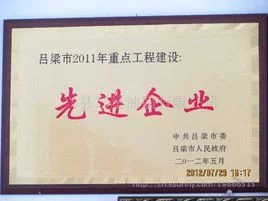 吕梁市2011年重点工程建设:
先进企业
中共吕梁市委
吕梁市人民政府
二〇一二年五月
2012/07/23 18:17